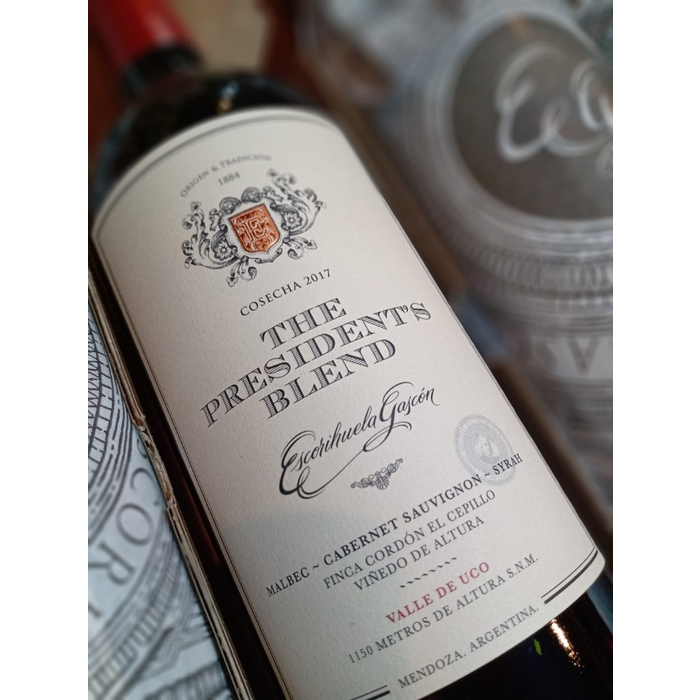 ORIGEN & TRADICIÓN
1884
COSECHA 2017
THE
PRESIDENT'S
BLEND
Escorihuela Gascón
MALBEC ~ CABERNET SAUVIGNON ~ SYRAH
FINCA CORDÓN EL CEPILLO
VIÑEDO DE ALTURA
VALLE DE UCO
1150 METROS DE ALTURA S.N.M.
MENDOZA. ARGENTINA.